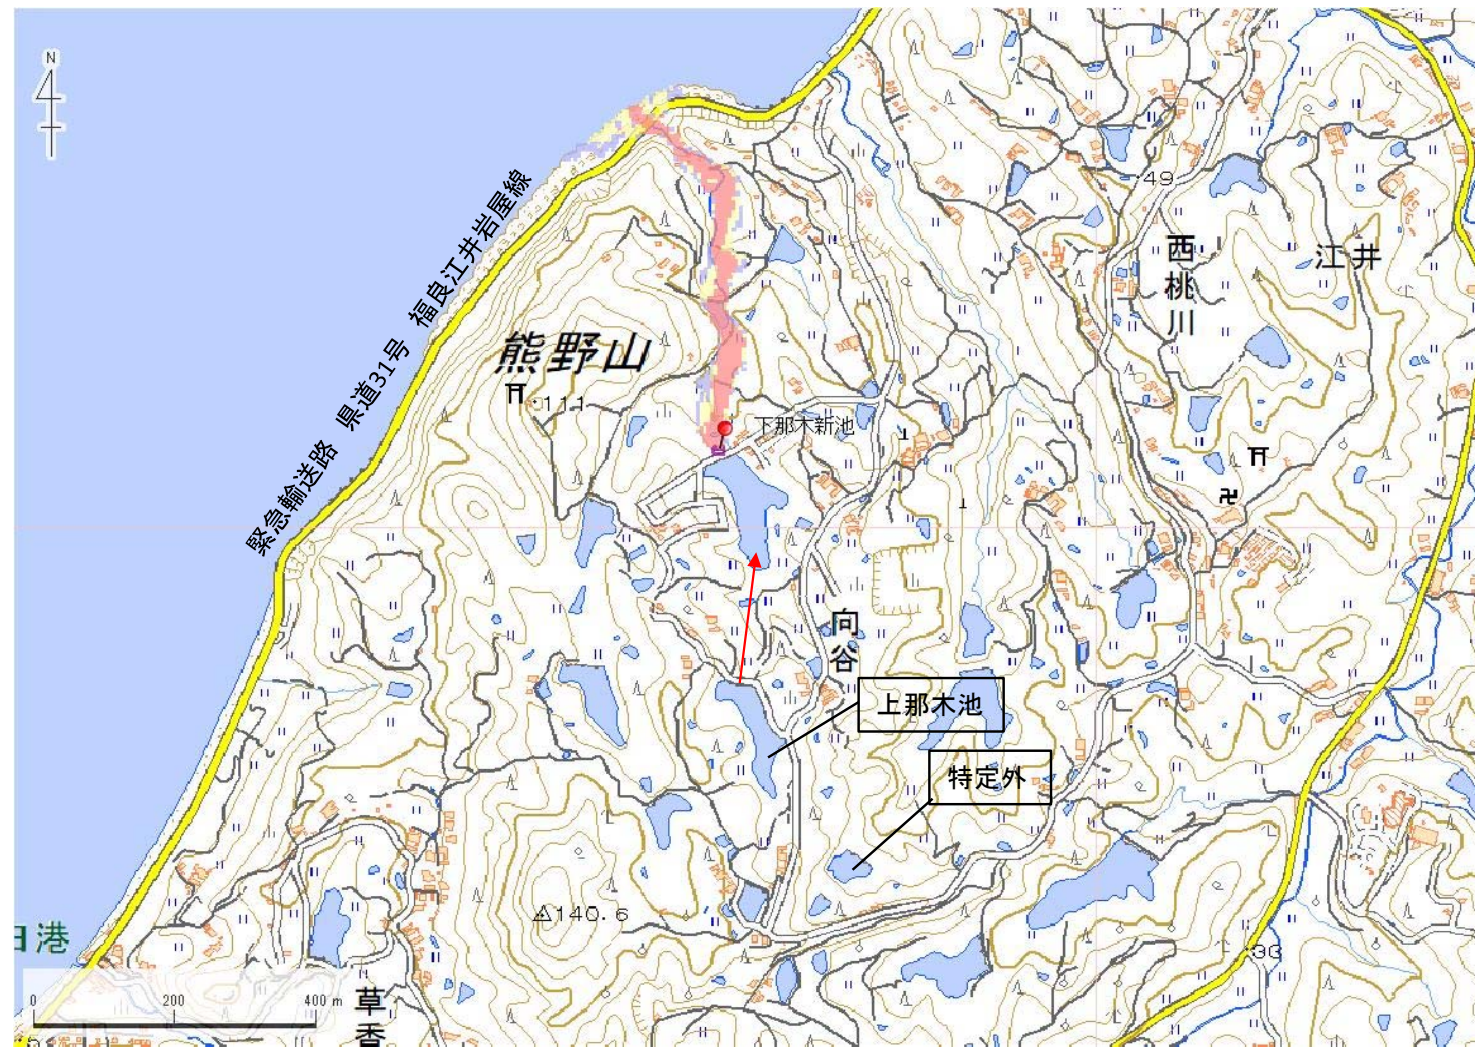 N
緊急輸送路 県道31号 福良江井岩屋線
49
西桃川
江井
熊野山
111
下那木新池
向谷
上那木池
特定外
140.6
33
日港
0 200 400 m
草香